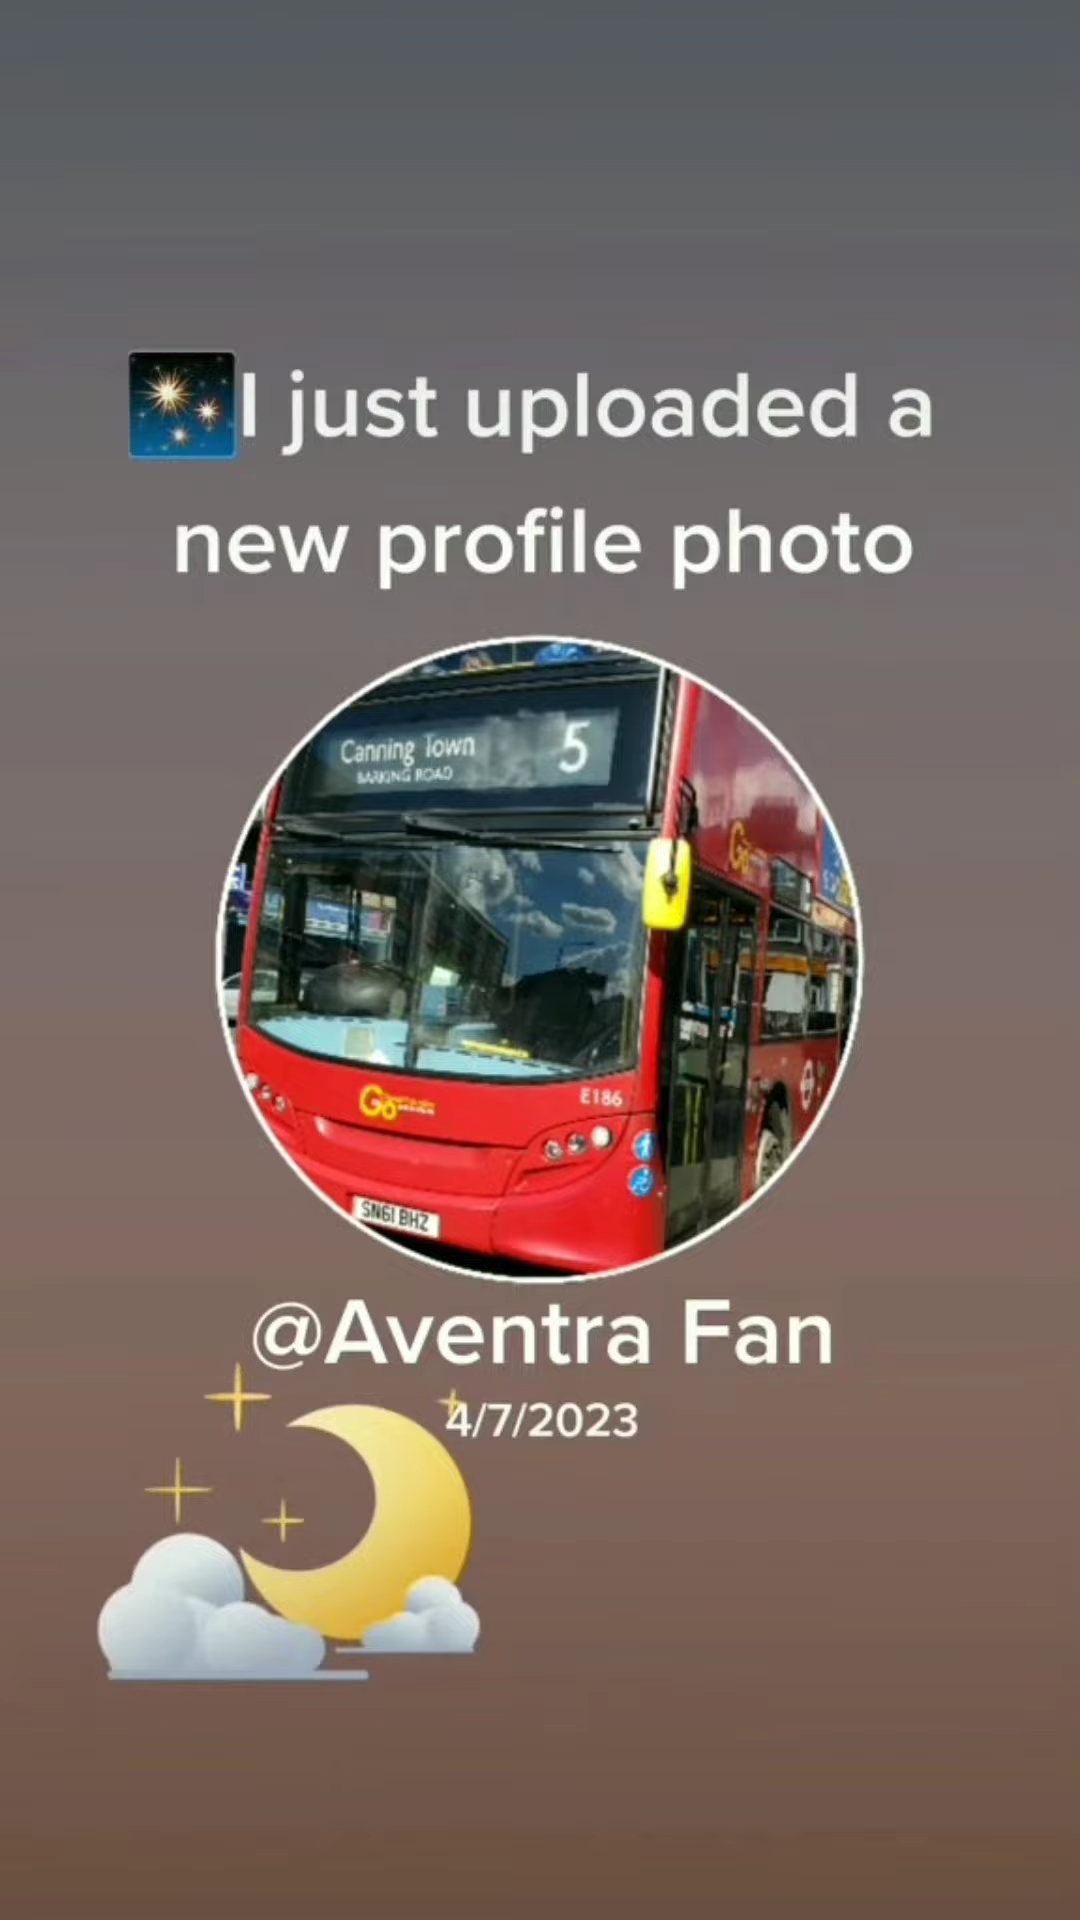 I just uploaded a
new profile photo
Canning Town 5
BARKING ROAD
Go
Go
E186
SN61 BHZ
@Aventra Fan
4/7/2023